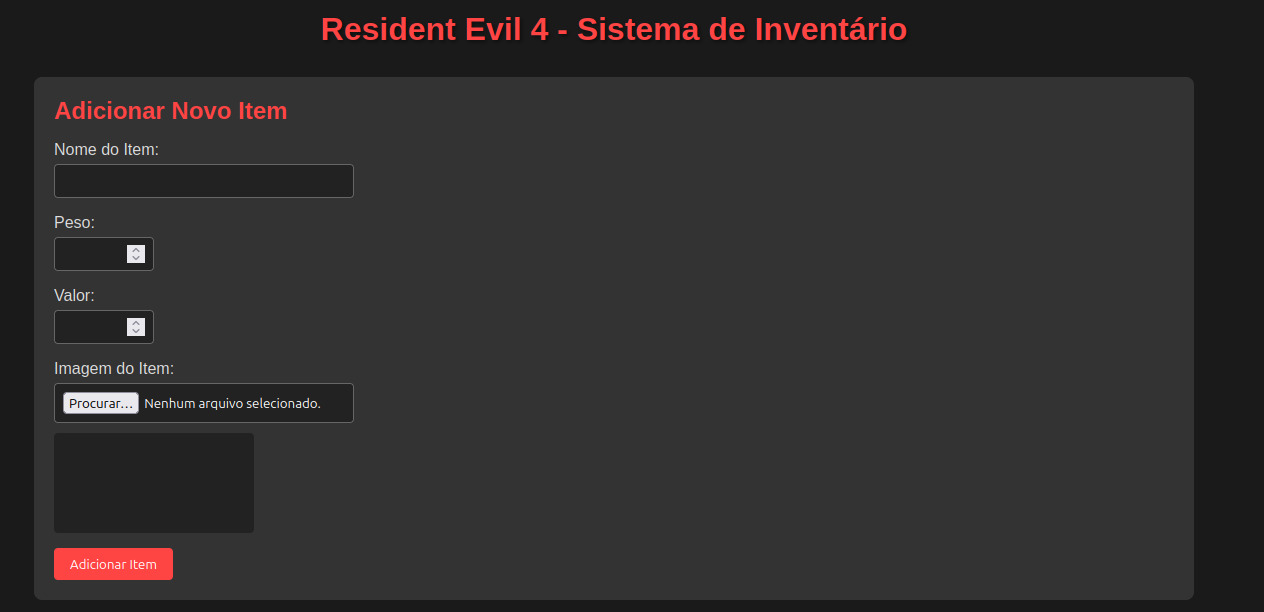 Resident Evil 4 - Sistema de Inventário
Adicionar Novo Item
Nome do Item:
Peso:
Valor:
Imagem do Item:
Procurar... Nenhum arquivo selecionado.
Adicionar Item